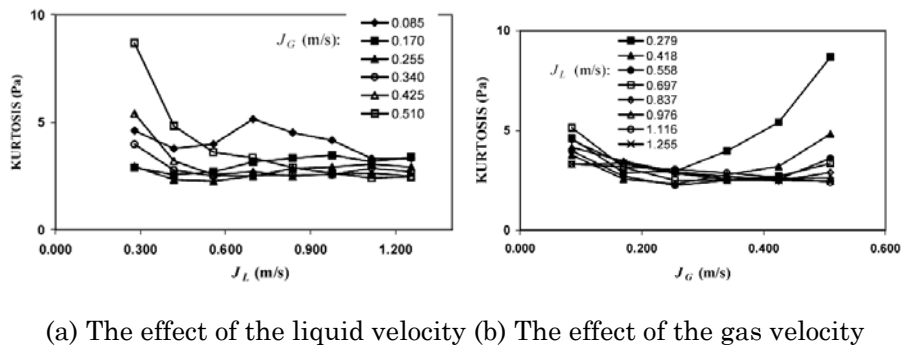 10
5
0
KURTOSIS (Pa)
0.000 0.300 0.600 0.900 1.200
J_L (m/s)
J_G (m/s):
0.085
0.170
0.255
0.340
0.425
0.510
10
5
0
KURTOSIS (Pa)
0.000 0.200 0.400 0.600
J_G (m/s)
J_L (m/s):
0.279
0.418
0.558
0.697
0.837
0.976
1.116
1.255
(a) The effect of the liquid velocity (b) The effect of the gas velocity